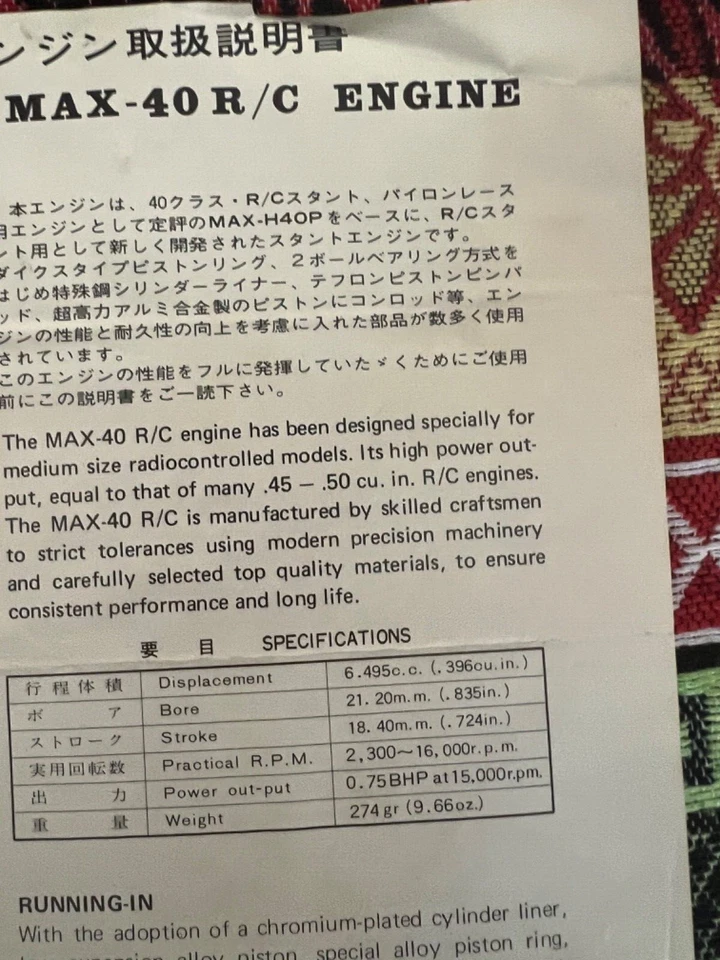 ンジン取扱説明書
MAX-40 R/C ENGINE
本エンジンは、40クラス・R/Cスタント、パイロンレース
用エンジンとして定評のMAX-H40Pをベースに、R/Cスタ
ント用として新しく開発されたスタントエンジンです。
ダイクスタイプピストンリング、2ボールベアリング方式を
はじめ特殊鋼シリンダーライナー、テフロンピストンピンパ
ッド、超高力アルミ合金製のピストンにコンロッド等、エン
ジンの性能と耐久性の向上を考慮に入れた部品が数多く使用
されています。
このエンジンの性能をフルに発揮していたゞくためにご使用
前にこの説明書をご一読下さい。
The MAX-40 R/C engine has been designed specially for
medium size radiocontrolled models. Its high power out-
put, equal to that of many .45 – .50 cu. in. R/C engines.
The MAX-40 R/C is manufactured by skilled craftsmen
to strict tolerances using modern precision machinery
and carefully selected top quality materials, to ensure
consistent performance and long life.
要 目 SPECIFICATIONS
行程体積 Displacement 6.495c.c. (.396cu.in.)
ボア Bore 21.20m.m. (.835in.)
ストローク Stroke 18.40m.m. (.724in.)
実用回転数 Practical R.P.M. 2,300~16,000r.p.m.
出力 Power out-put 0.75BHP at 15,000r.pm.
重量 Weight 274gr (9.66oz.)
RUNNING-IN
With the adoption of a chromium-plated cylinder liner,
alloy piston, special alloy piston ring,